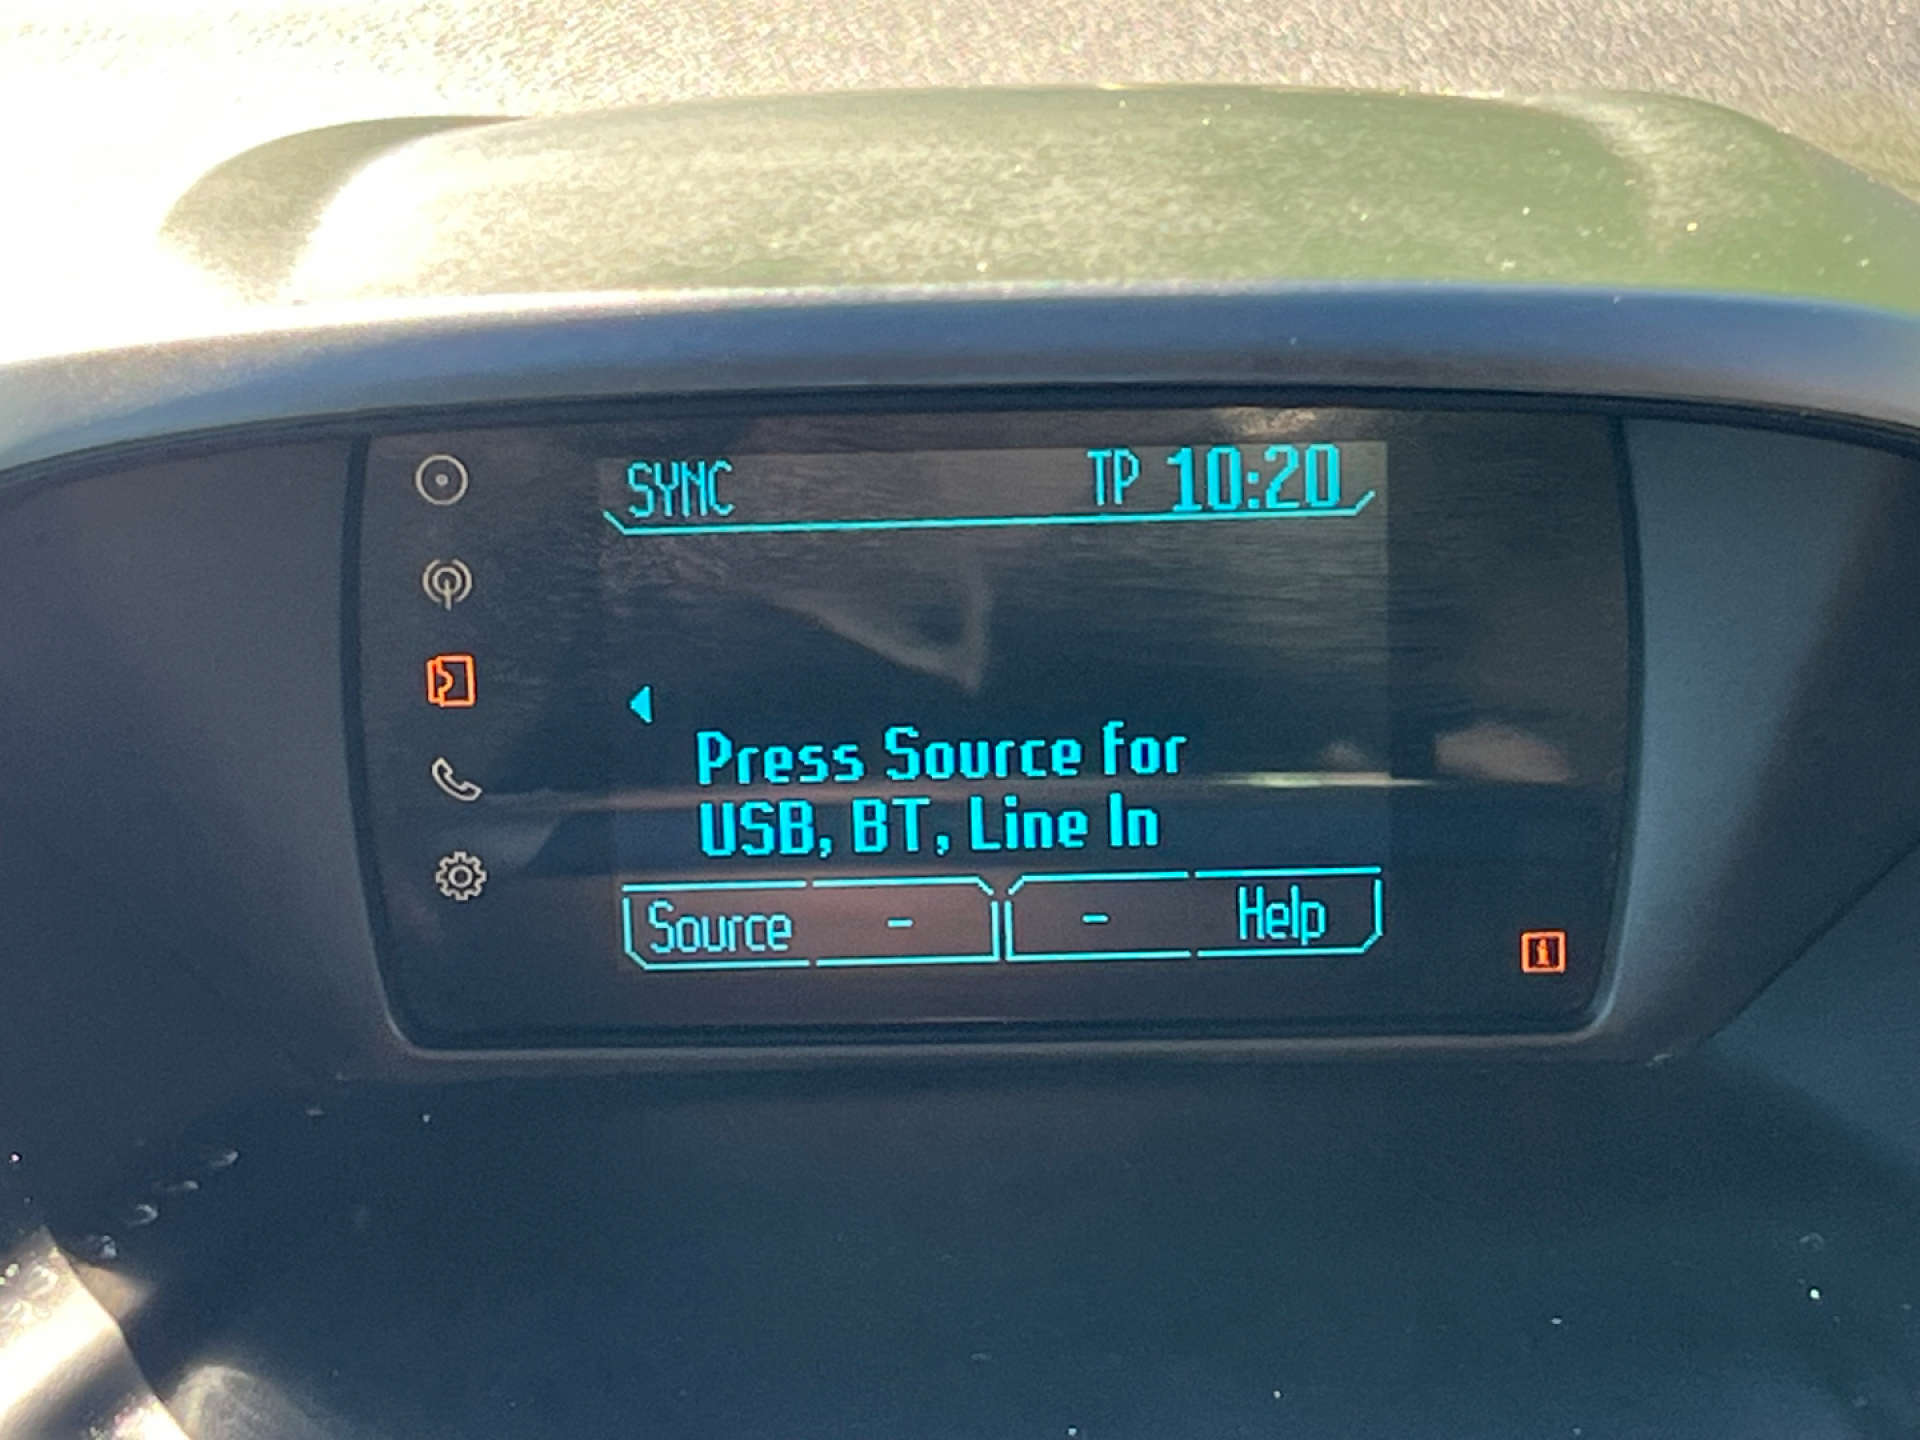 SYNC TP 10:20
Press Source for
USB, BT, Line In
Source - - Help
i